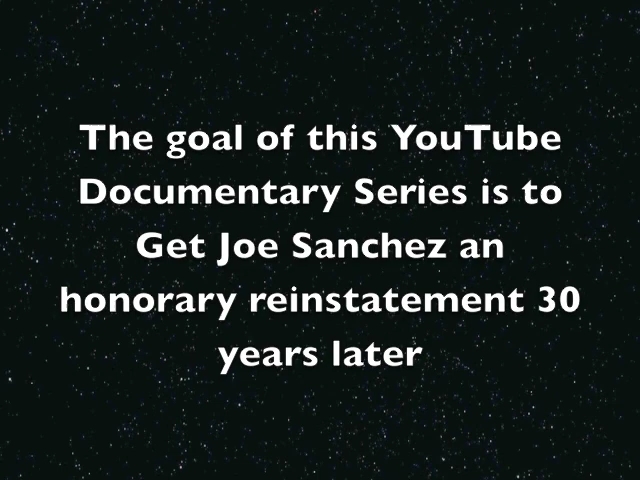 The goal of this YouTube
Documentary Series is to
Get Joe Sanchez an
honorary reinstatement 30
years later